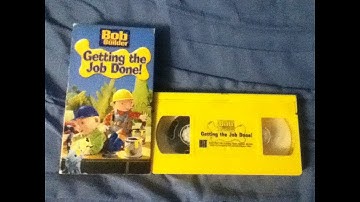 Bob
the Builder
Getting the
Job Done!
Getting the Job Done!